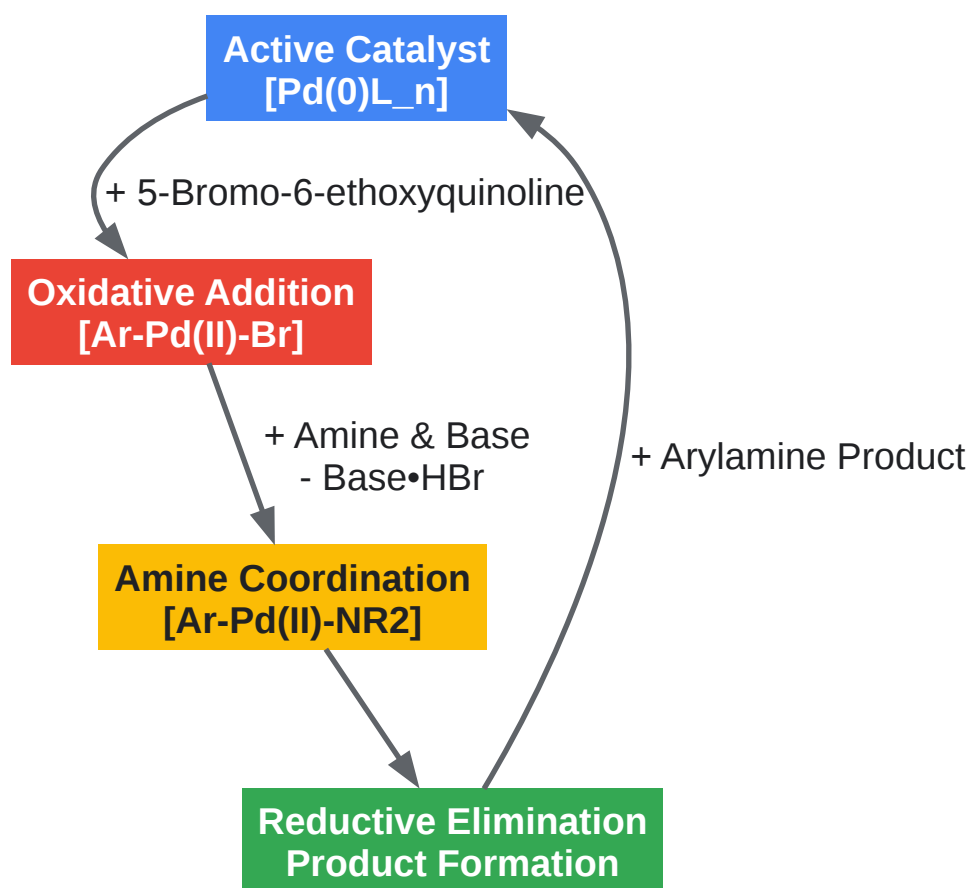 Active Catalyst
[Pd(0)L_n]
+ 5-Bromo-6-ethoxyquinoline
Oxidative Addition
[Ar-Pd(II)-Br]
+ Amine & Base
- Base•HBr
+ Arylamine Product
Amine Coordination
[Ar-Pd(II)-NR2]
Reductive Elimination
Product Formation